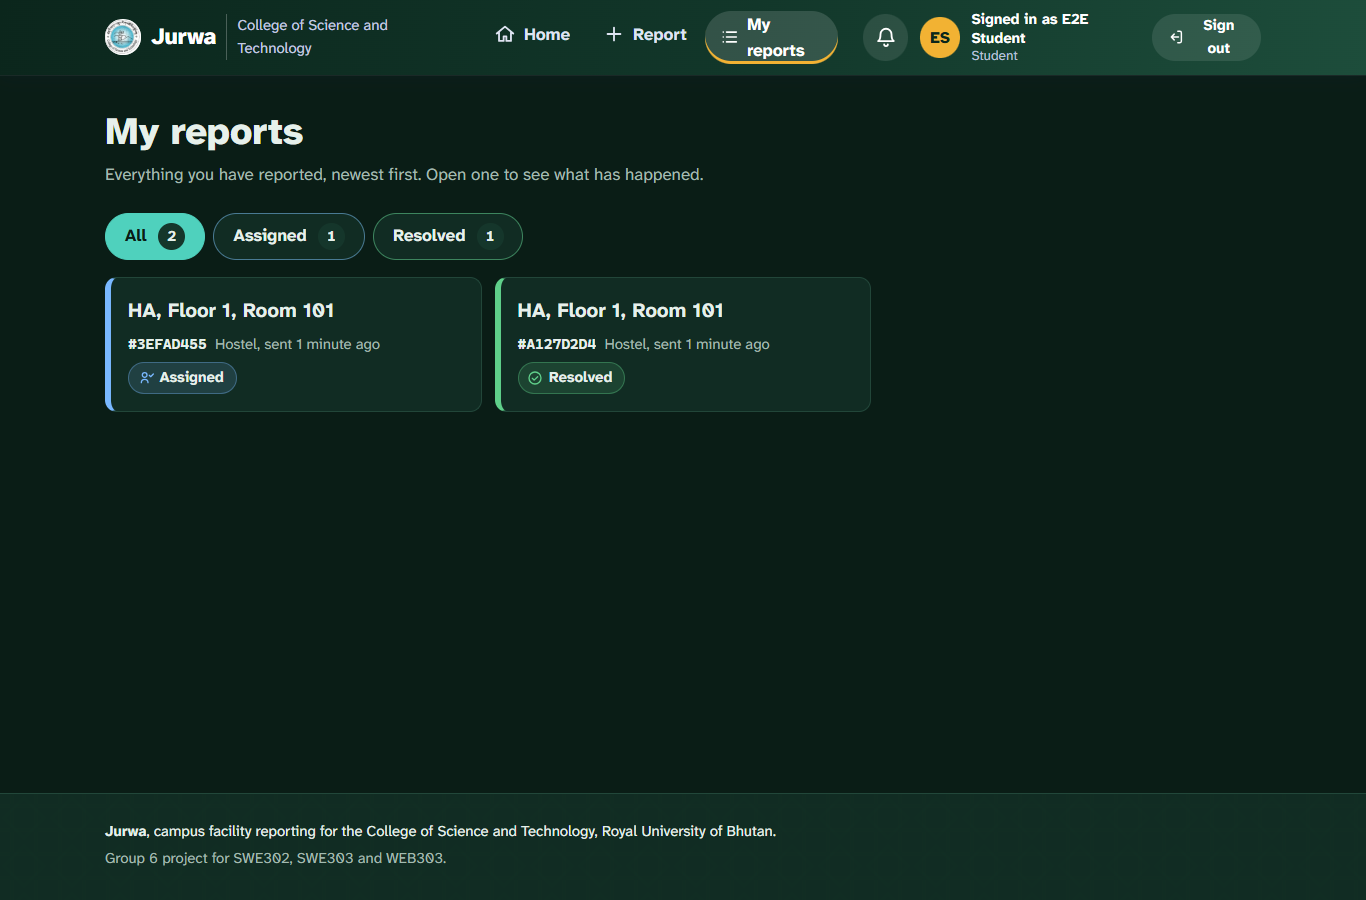 Jurwa
College of Science and
Technology
Home
Report
My
reports
ES
Signed in as E2E
Student
Student
Sign
out
My reports
Everything you have reported, newest first. Open one to see what has happened.
All 2
Assigned 1
Resolved 1
HA, Floor 1, Room 101
#3EFAD455 Hostel, sent 1 minute ago
Assigned
HA, Floor 1, Room 101
#A127D2D4 Hostel, sent 1 minute ago
Resolved
Jurwa, campus facility reporting for the College of Science and Technology, Royal University of Bhutan.
Group 6 project for SWE302, SWE303 and WEB303.